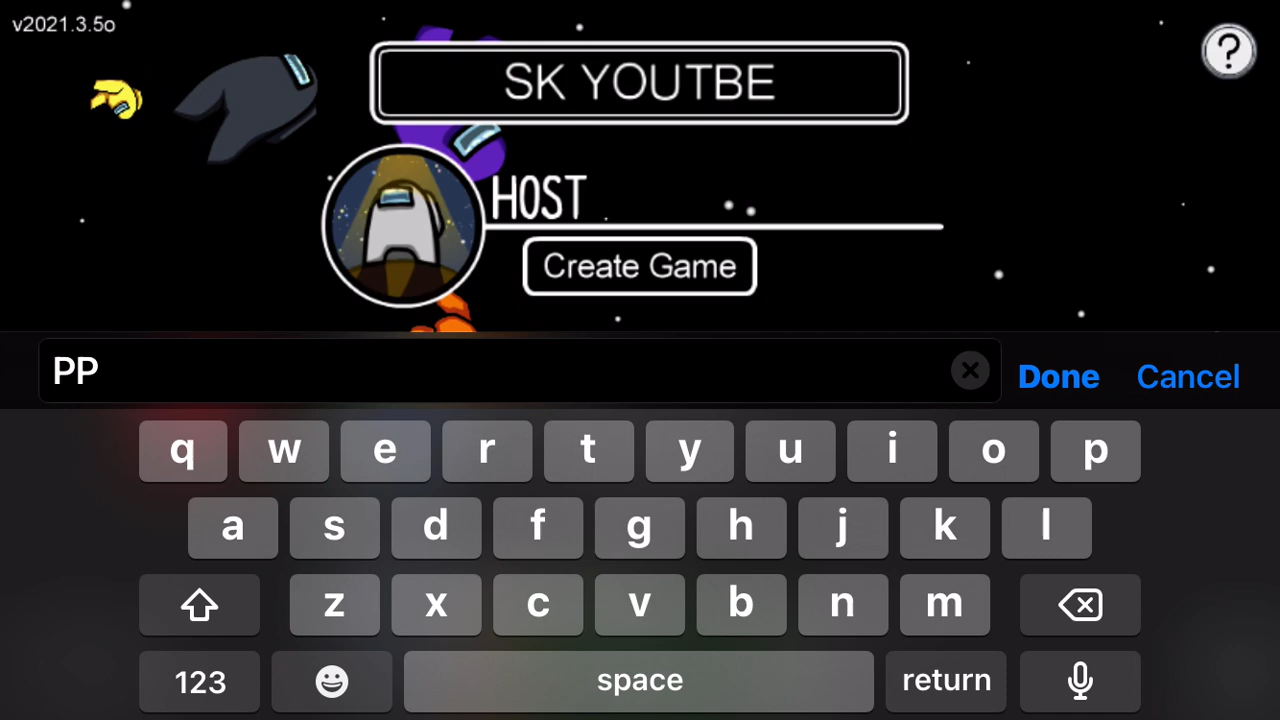 v2021.3.5o
?
SK YOUTBE
HOST
Create Game
PP
Done Cancel
q w e r t y u i o p
a s d f g h j k l
z x c v b n m
123 space return